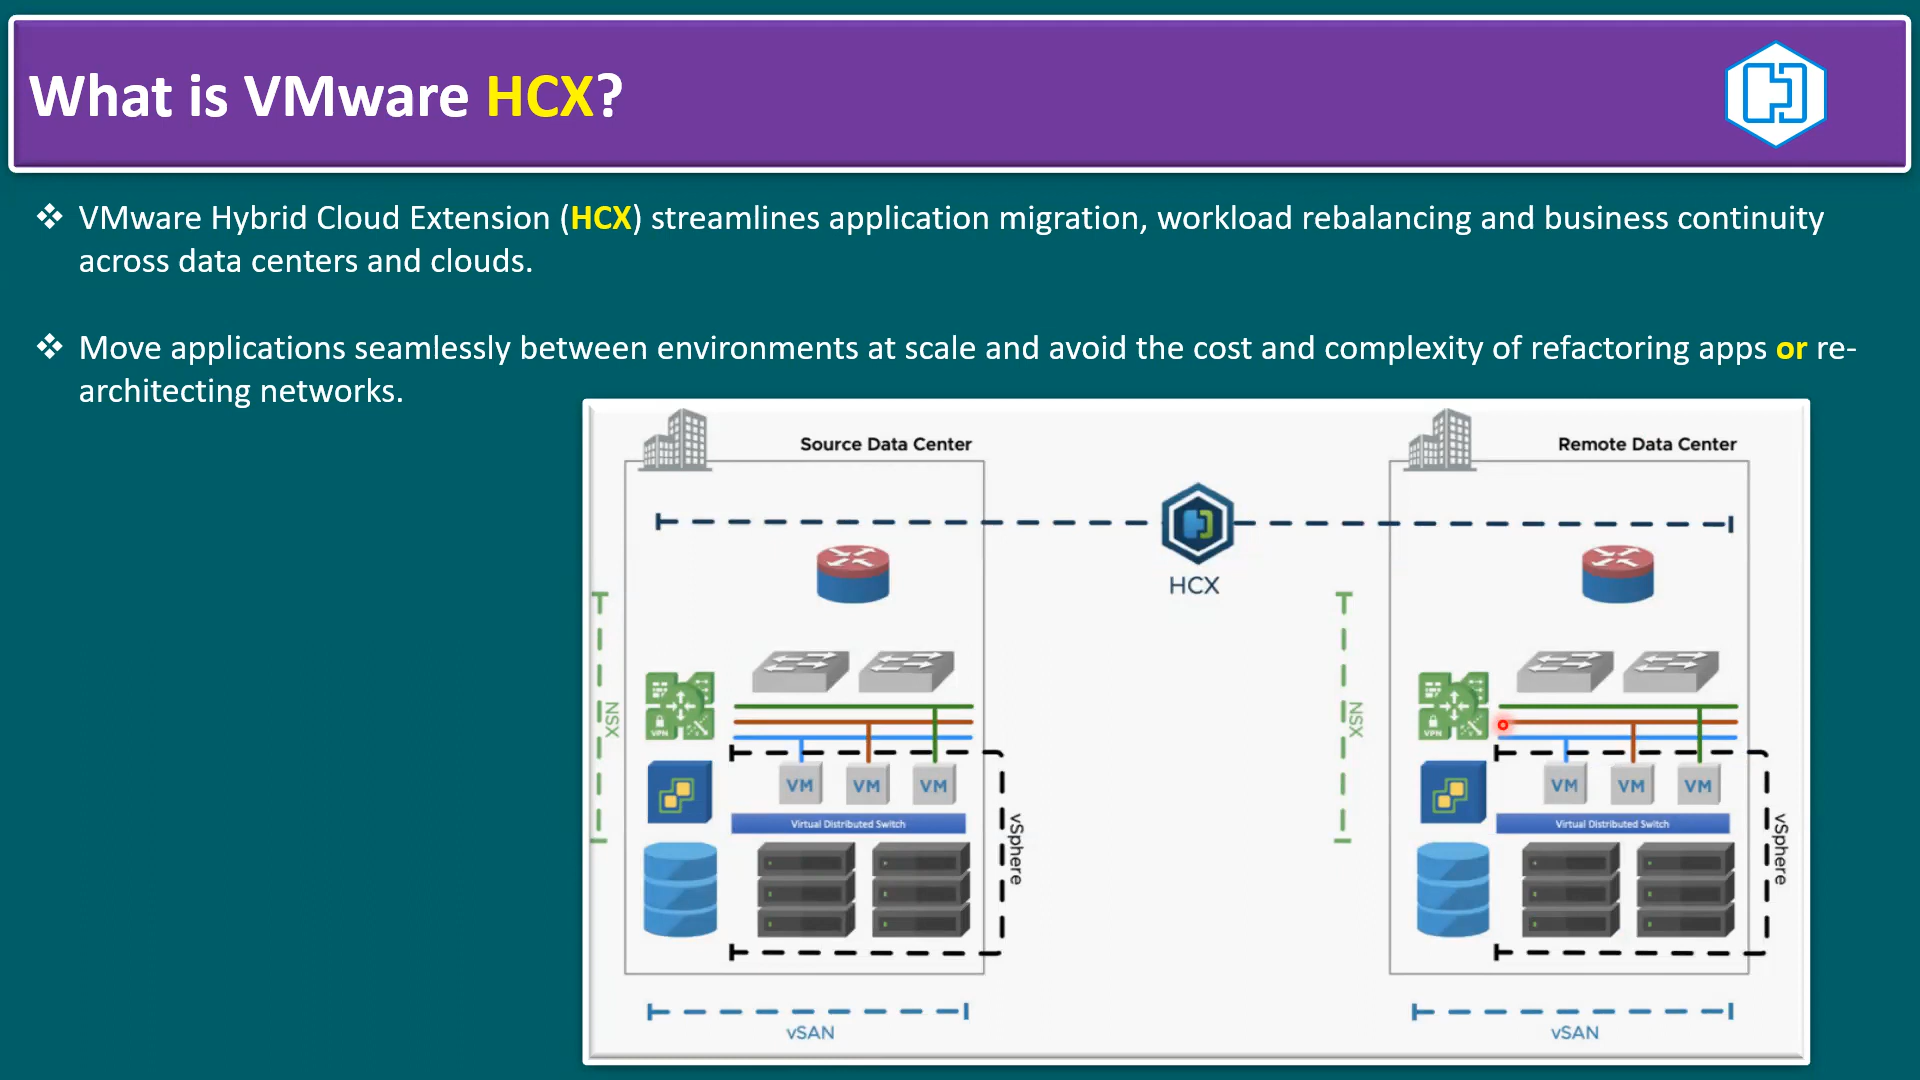 What is VMware HCX?
❖ VMware Hybrid Cloud Extension (HCX) streamlines application migration, workload rebalancing and business continuity
across data centers and clouds.
❖ Move applications seamlessly between environments at scale and avoid the cost and complexity of refactoring apps or re-
architecting networks.
Source Data Center
Remote Data Center
HCX
NSX
VPN
VM VM VM
Virtual Distributed Switch
vSphere
vSAN
NSX
VPN
VM VM VM
Virtual Distributed Switch
vSphere
vSAN